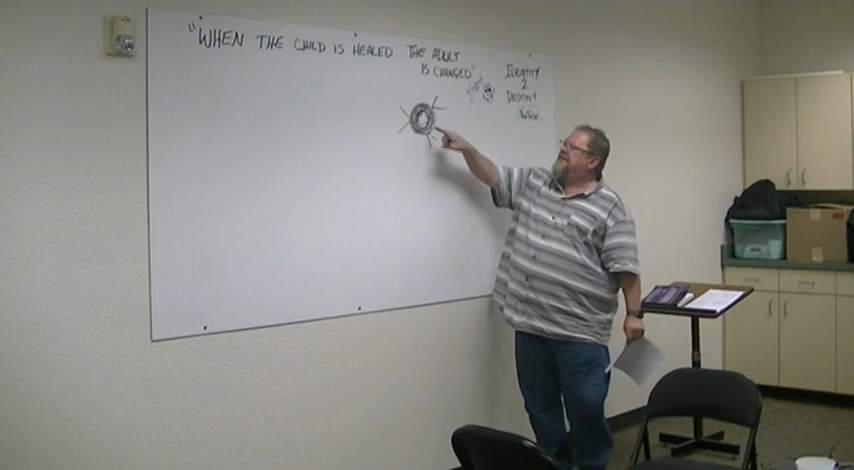 "WHEN THE CHILD IS HEALED THE ADULT
IS CHANGED"
IDENTITY
2
DESTINY